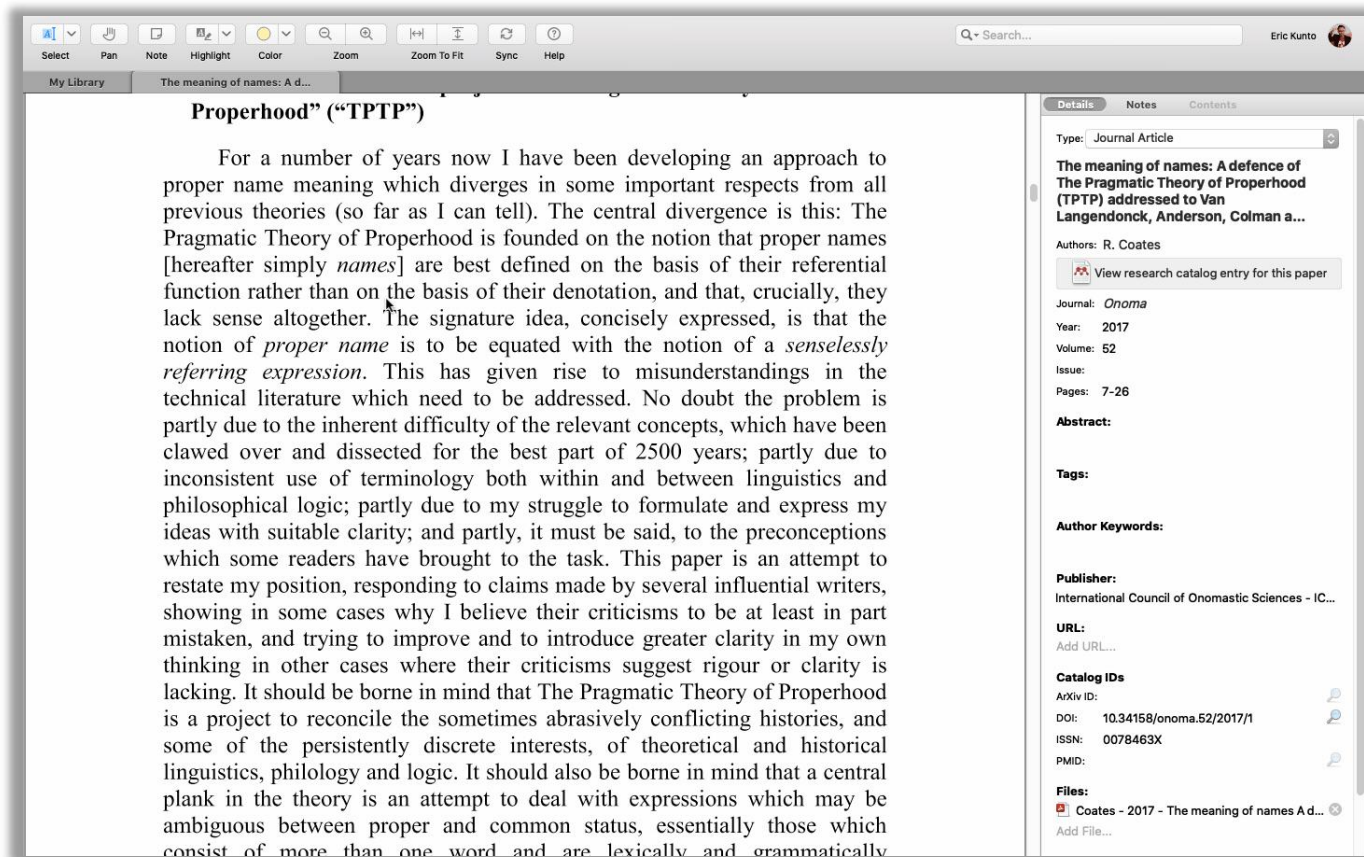 Search...
Eric Kunto
Select
Pan
Note
Highlight
Color
Zoom
Zoom To Fit
Sync
Help
My Library
The meaning of names: A d...
Properhood” (“TPTP”)
For a number of years now I have been developing an approach to
proper name meaning which diverges in some important respects from all
previous theories (so far as I can tell). The central divergence is this: The
Pragmatic Theory of Properhood is founded on the notion that proper names
[hereafter simply names] are best defined on the basis of their referential
function rather than on the basis of their denotation, and that, crucially, they
lack sense altogether. The signature idea, concisely expressed, is that the
notion of proper name is to be equated with the notion of a senselessly
referring expression. This has given rise to misunderstandings in the
technical literature which need to be addressed. No doubt the problem is
partly due to the inherent difficulty of the relevant concepts, which have been
clawed over and dissected for the best part of 2500 years; partly due to
inconsistent use of terminology both within and between linguistics and
philosophical logic; partly due to my struggle to formulate and express my
ideas with suitable clarity; and partly, it must be said, to the preconceptions
which some readers have brought to the task. This paper is an attempt to
restate my position, responding to claims made by several influential writers,
showing in some cases why I believe their criticisms to be at least in part
mistaken, and trying to improve and to introduce greater clarity in my own
thinking in other cases where their criticisms suggest rigour or clarity is
lacking. It should be borne in mind that The Pragmatic Theory of Properhood
is a project to reconcile the sometimes abrasively conflicting histories, and
some of the persistently discrete interests, of theoretical and historical
linguistics, philology and logic. It should also be borne in mind that a central
plank in the theory is an attempt to deal with expressions which may be
ambiguous between proper and common status, essentially those which
consist of more than one word and are lexically and grammatically
Details
Notes
Contents
Type: Journal Article
The meaning of names: A defence of
The Pragmatic Theory of Properhood
(TPTP) addressed to Van
Langendonck, Anderson, Colman a...
Authors: R. Coates
View research catalog entry for this paper
Journal: Onoma
Year: 2017
Volume: 52
Issue:
Pages: 7-26
Abstract:
Tags:
Author Keywords:
Publisher:
International Council of Onomastic Sciences - IC...
URL:
Add URL...
Catalog IDs
ArXiv ID:
DOI: 10.34158/onoma.52/2017/1
ISSN: 0078463X
PMID:
Files:
Coates - 2017 - The meaning of names A d...
Add File...